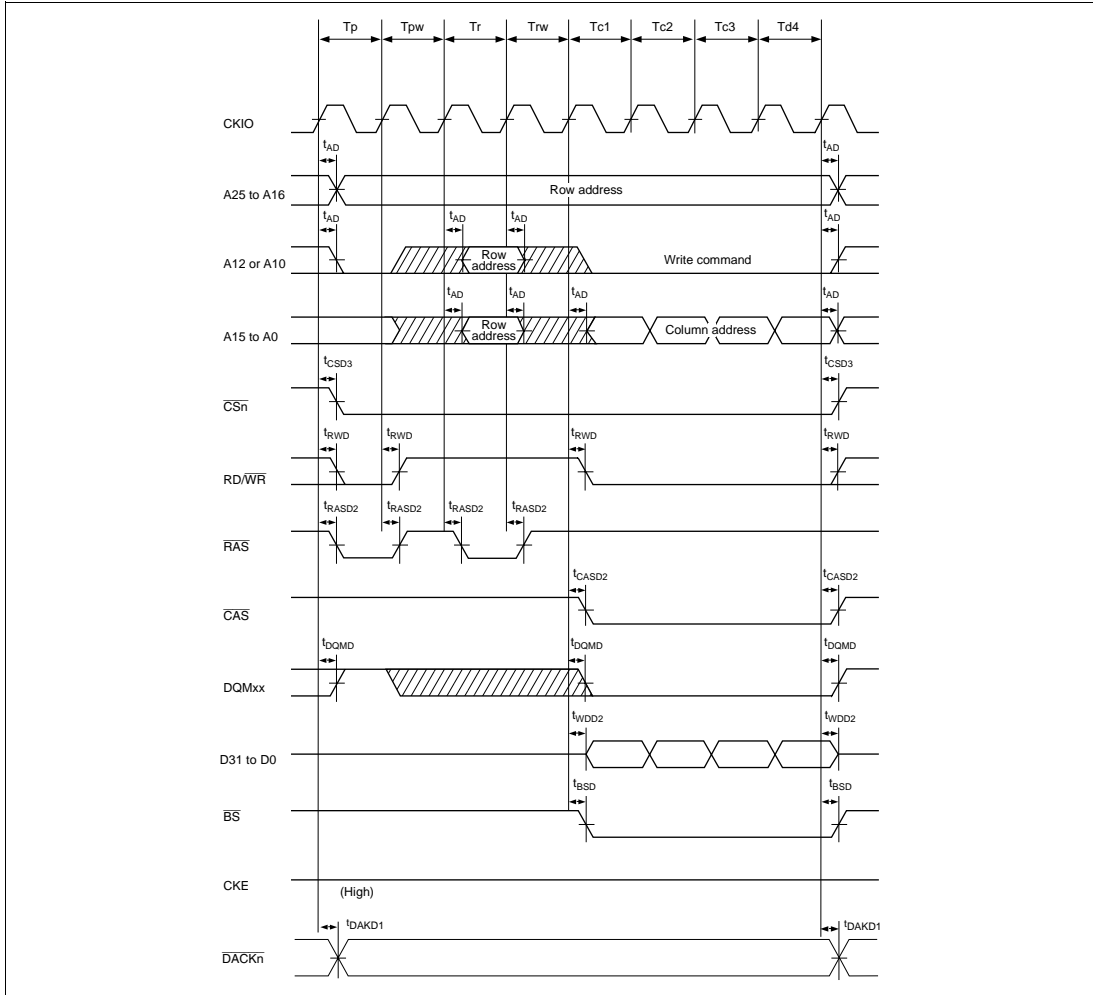 Tp Tpw Tr Trw Tc1 Tc2 Tc3 Td4
CKIO
tAD tAD
A25 to A16 Row address
tAD tAD tAD tAD
A12 or A10 Row address Write command
tAD tAD tAD tAD
A15 to A0 Row address Column address
tCSD3 tCSD3
CSn
tRWD tRWD tRWD tRWD
RD/WR
tRASD2 tRASD2 tRASD2 tRASD2
RAS
tCASD2 tCASD2
CAS
tDQMD tDQMD tDQMD
DQMxx
tWDD2 tWDD2
D31 to D0
tBSD tBSD
BS
CKE
(High)
tDAKD1 tDAKD1
DACKn